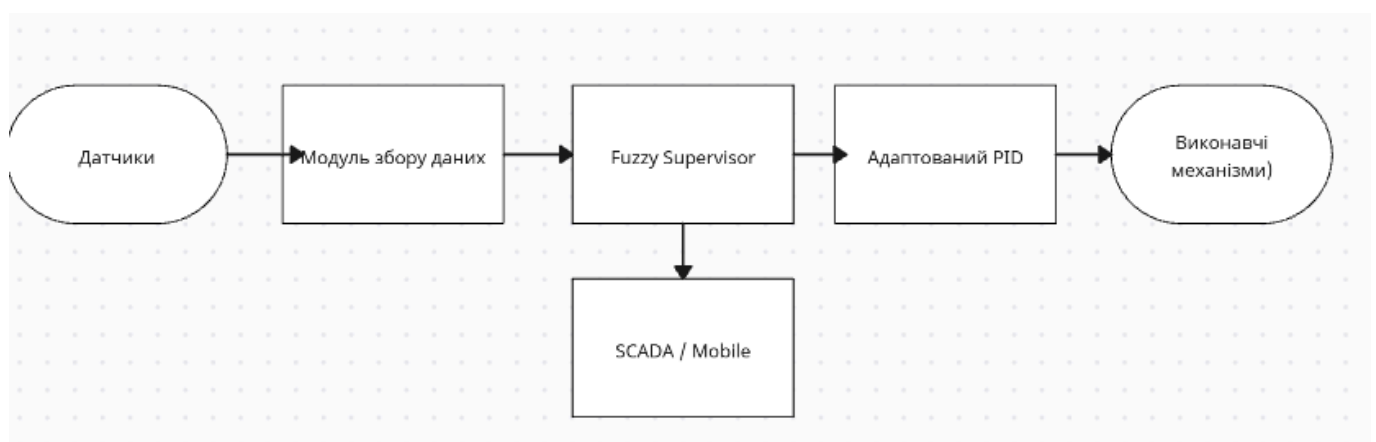 Датчики
Модуль збору даних
Fuzzy Supervisor
Адаптований PID
Виконавчі
механізми)
SCADA / Mobile